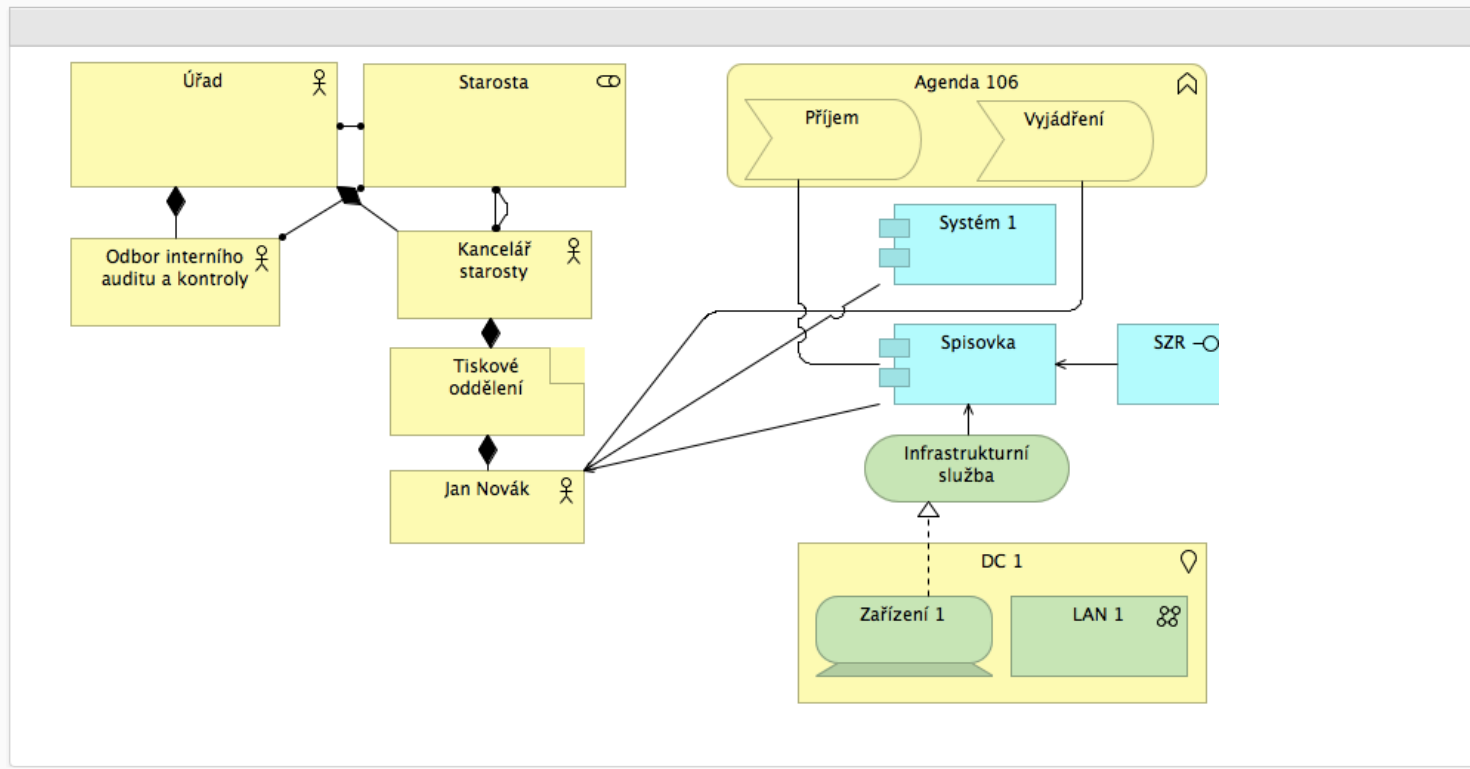 Úřad
Starosta
Agenda 106
Příjem
Vyjádření
Systém 1
Odbor interního
auditu a kontroly
Kancelář
starosty
Spisovka
SZR
Tiskové
oddělení
Infrastrukturní
služba
Jan Novák
DC 1
Zařízení 1
LAN 1